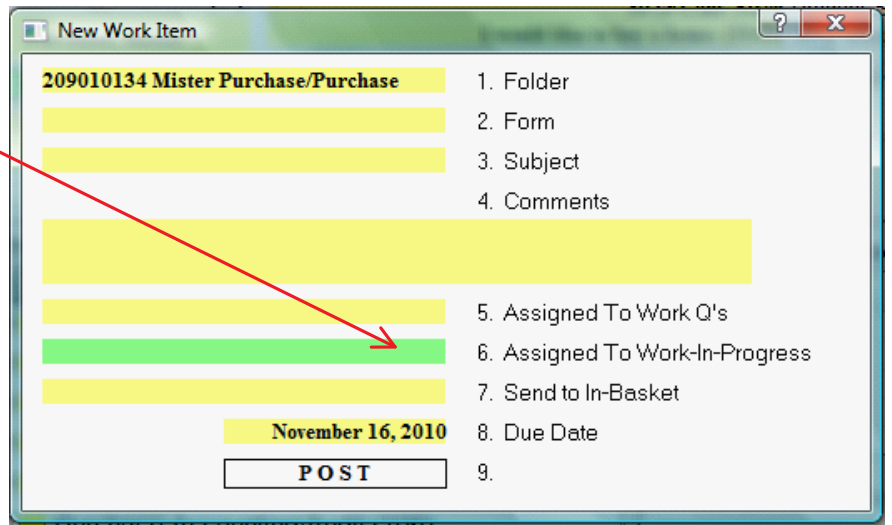 New Work Item
209010134 Mister Purchase/Purchase 1. Folder
2. Form
3. Subject
4. Comments
5. Assigned To Work Q's
6. Assigned To Work-In-Progress
7. Send to In-Basket
November 16, 2010 8. Due Date
POST 9.